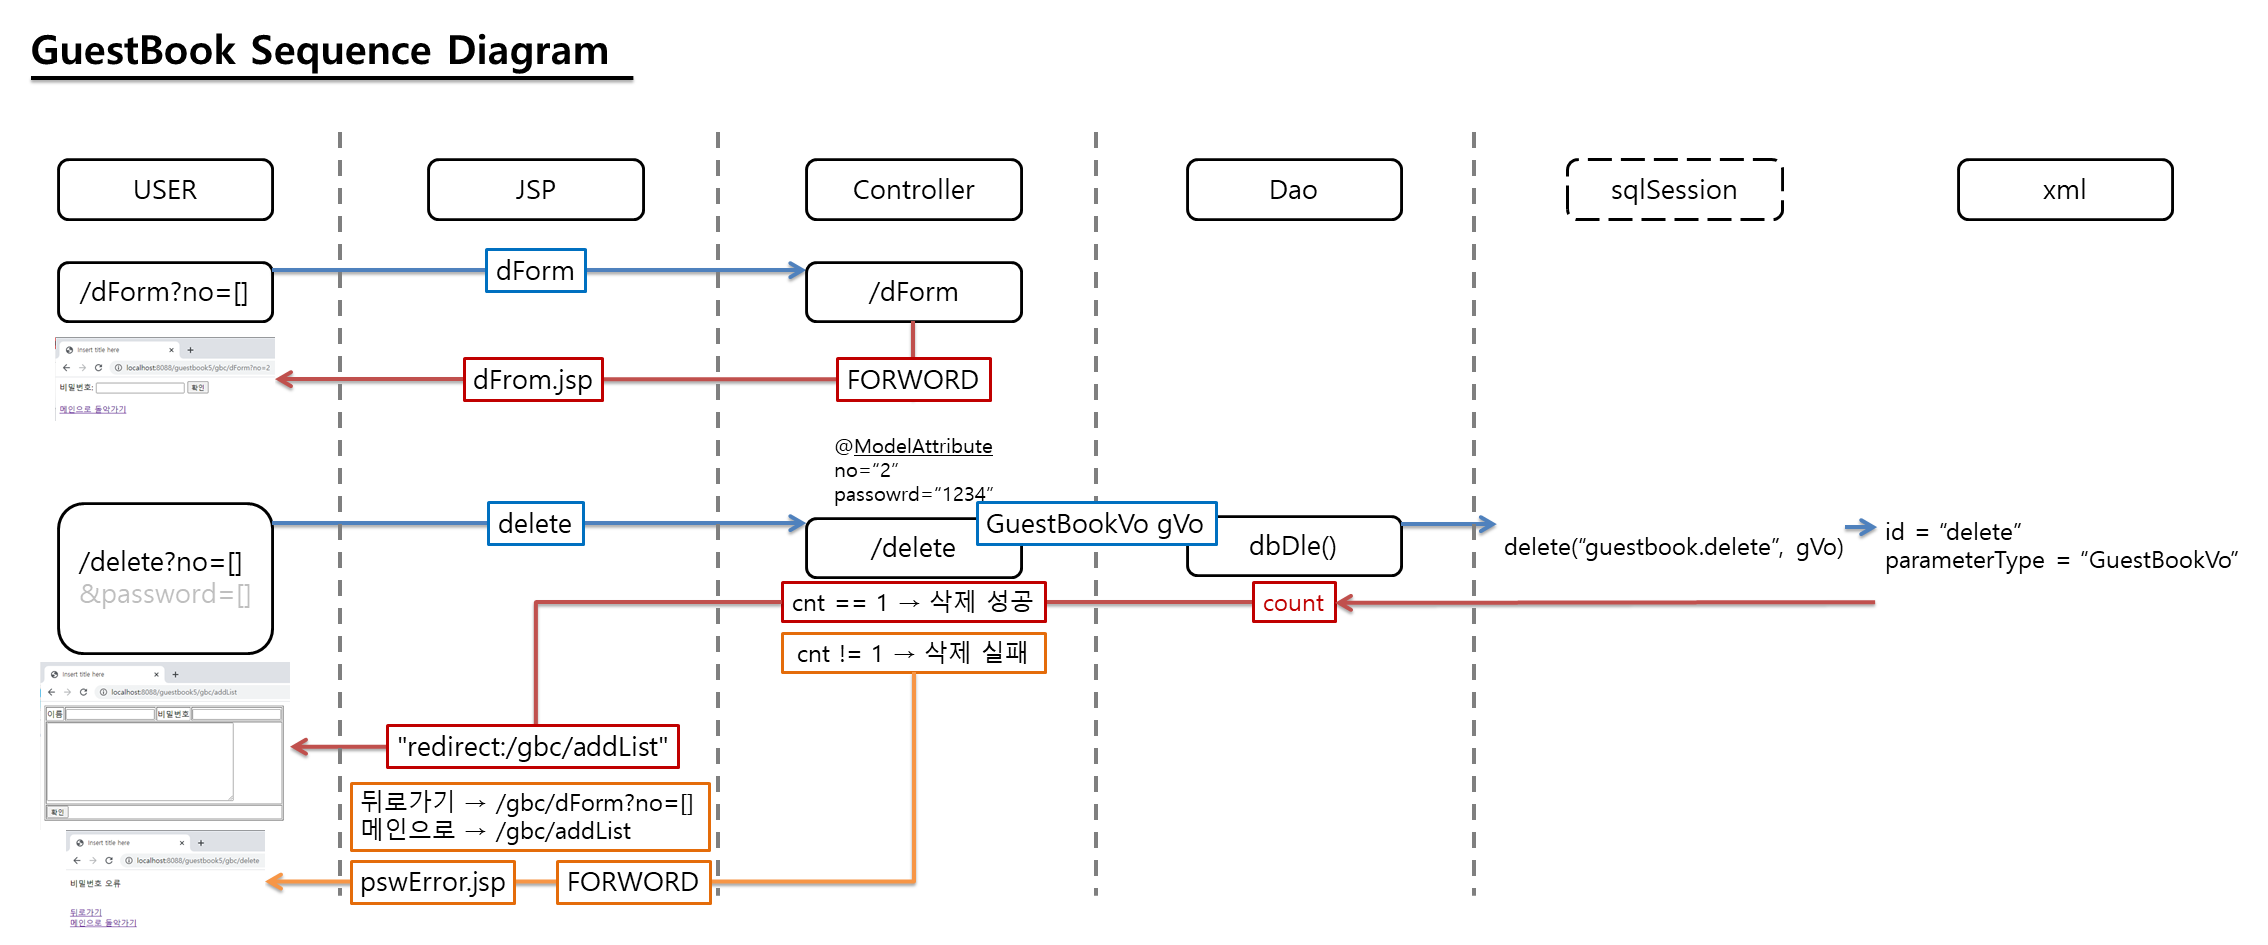 GuestBook Sequence Diagram
USER
JSP
Controller
Dao
sqlSession
xml
/dForm?no=[]
dForm
/dForm
Insert title here
localhost:8088/guestbook5/gbc/dForm?no=2
비밀번호:
확인
메인으로 돌악가기
dFrom.jsp
FORWORD
@ModelAttribute
no=“2”
passowrd=“1234”
/delete?no=[]
&password=[]
delete
/delete
GuestBookVo gVo
dbDle()
delete(“guestbook.delete”, gVo)
id = “delete”
parameterType = “GuestBookVo”
cnt == 1 → 삭제 성공
count
cnt != 1 → 삭제 실패
Insert title here
localhost:8088/guestbook5/gbc/addList
이름
비밀번호
확인
"redirect:/gbc/addList"
뒤로가기 → /gbc/dForm?no=[]
메인으로 → /gbc/addList
Insert title here
localhost:8088/guestbook5/gbc/delete
비밀번호 오류
뒤로가기
메인으로 돌악가기
pswError.jsp
FORWORD